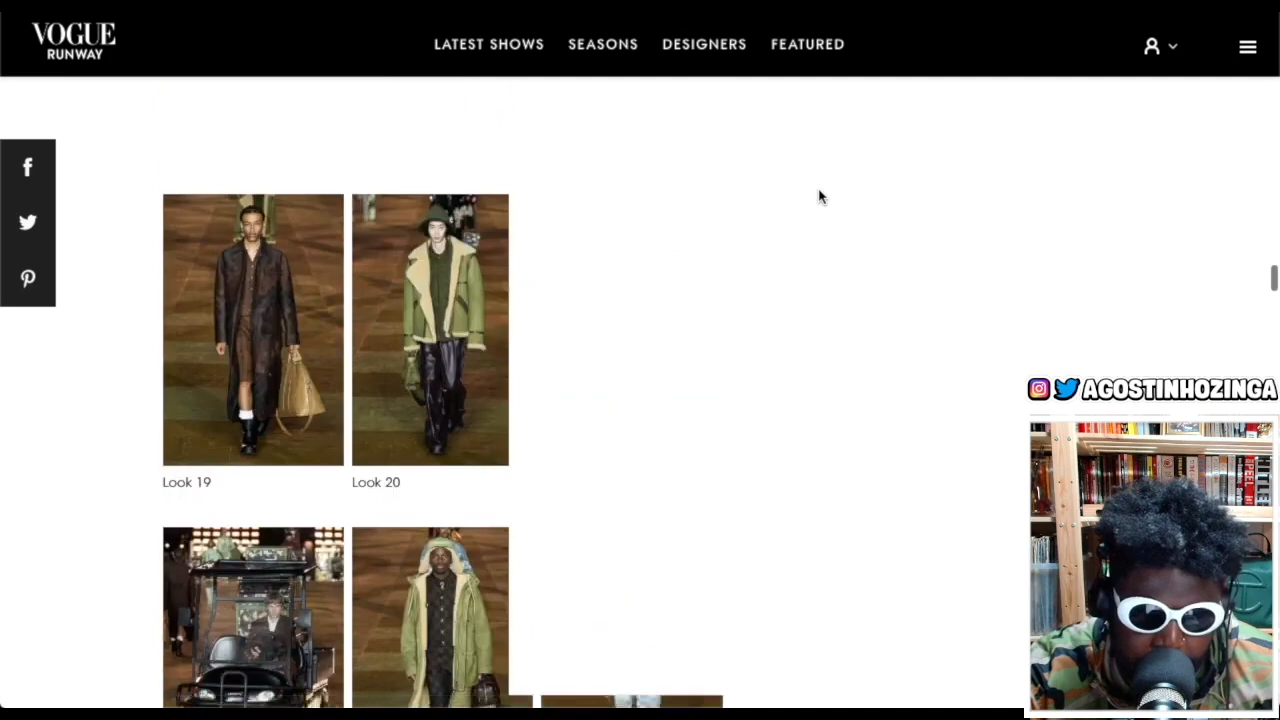 VOGUE
RUNWAY
LATEST SHOWS SEASONS DESIGNERS FEATURED
AGOSTINHOZINGA
Look 19
Look 20